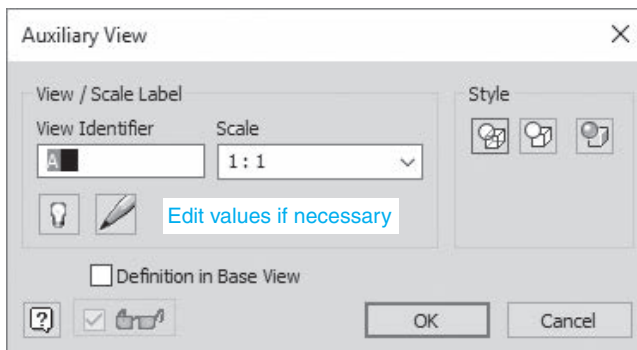 Auxiliary View
View / Scale Label
Style
View Identifier
Scale
A
1 : 1
Edit values if necessary
Definition in Base View
?
OK
Cancel